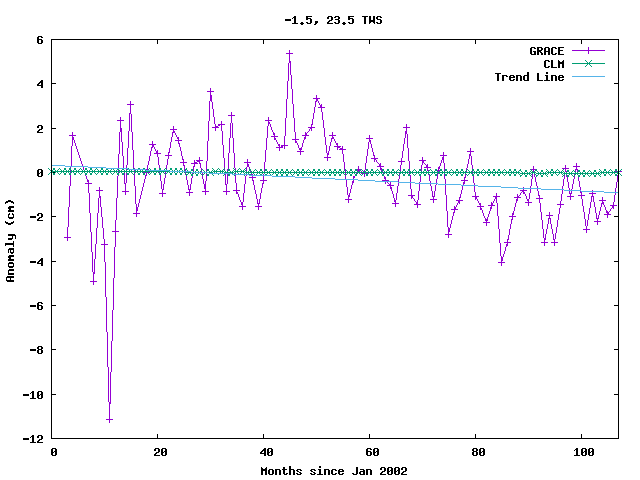 -1.5, 23.5 TWS
GRACE
CLM
Trend Line
6
4
2
0
-2
-4
-6
-8
-10
-12
Anomaly (cm)
0 20 40 60 80 100
Months since Jan 2002